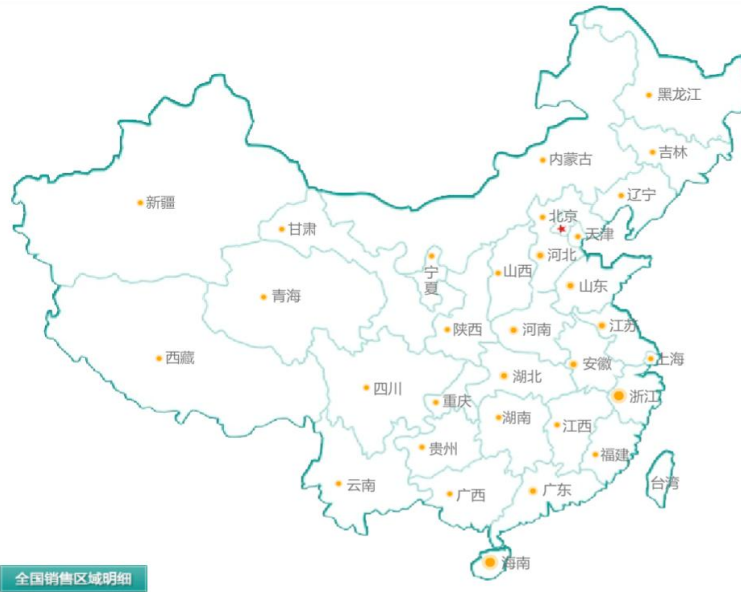 黑龙江
内蒙古
吉林
辽宁
新疆
北京
甘肃
天津
河北
宁夏
山西
青海
山东
陕西
河南
江苏
西藏
安徽
上海
湖北
四川
浙江
重庆
湖南
江西
贵州
福建
云南
广西
广东
台湾
海南
全国销售区域明细